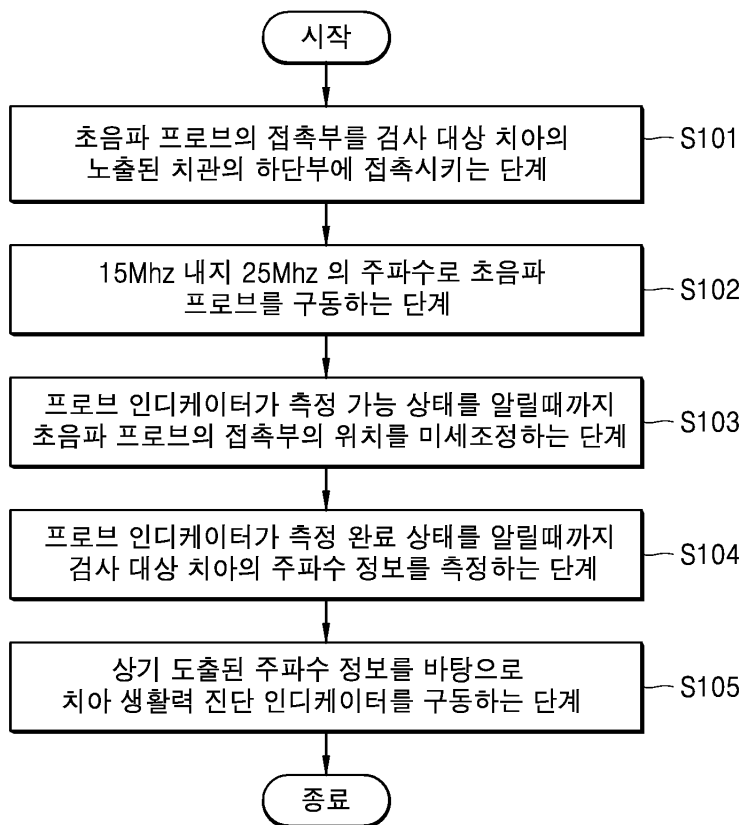 시작
초음파 프로브의 접촉부를 검사 대상 치아의
노출된 치관의 하단부에 접촉시키는 단계
S101
15Mhz 내지 25Mhz 의 주파수로 초음파
프로브를 구동하는 단계
S102
프로브 인디케이터가 측정 가능 상태를 알릴때까지
초음파 프로브의 접촉부의 위치를 미세조정하는 단계
S103
프로브 인디케이터가 측정 완료 상태를 알릴때까지
검사 대상 치아의 주파수 정보를 측정하는 단계
S104
상기 도출된 주파수 정보를 바탕으로
치아 생활력 진단 인디케이터를 구동하는 단계
S105
종료